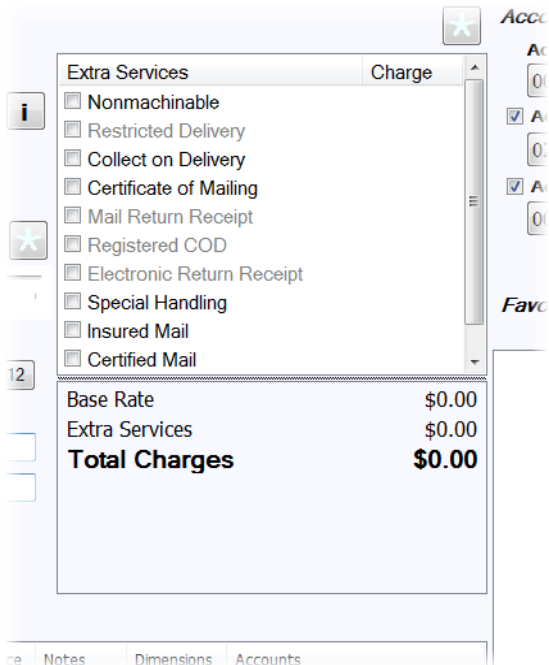 Extra Services Charge
Nonmachinable
Restricted Delivery
Collect on Delivery
Certificate of Mailing
Mail Return Receipt
Registered COD
Electronic Return Receipt
Special Handling
Insured Mail
Certified Mail
i
12
Base Rate $0.00
Extra Services $0.00
Total Charges $0.00
Notes Dimensions Accounts